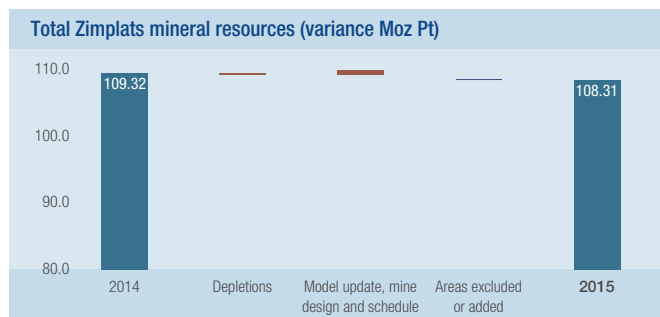 Total Zimplats mineral resources (variance Moz Pt)
110.0
109.32
108.31
100.0
90.0
80.0
2014
Depletions
Model update, mine
design and schedule
Areas excluded
or added
2015